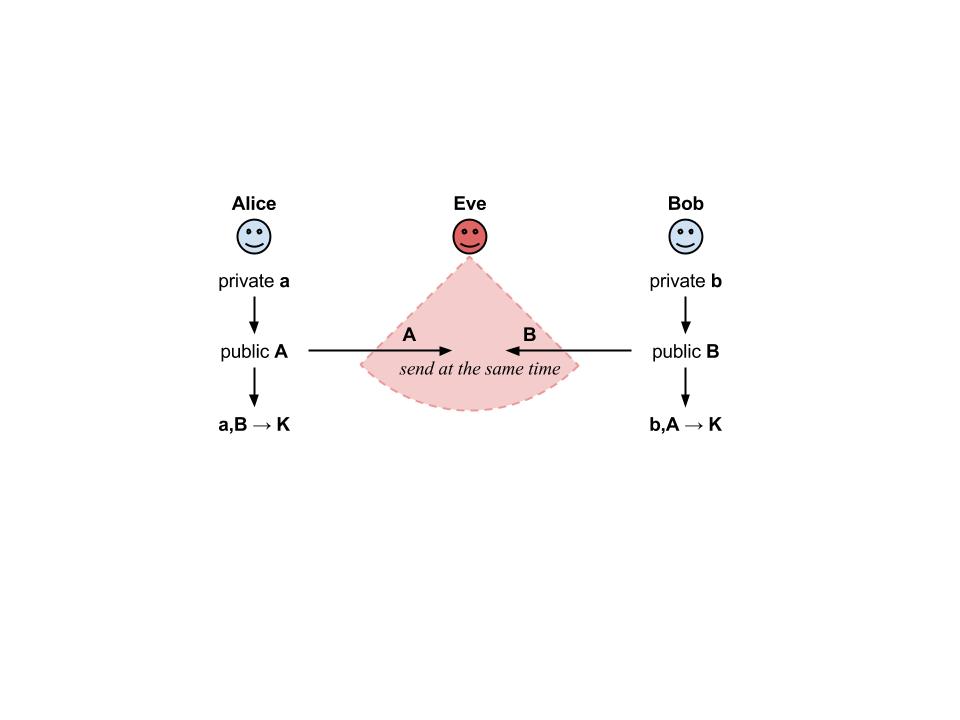 Alice
Eve
Bob
private a
private b
A
B
public A
public B
send at the same time
a,B → K
b,A → K